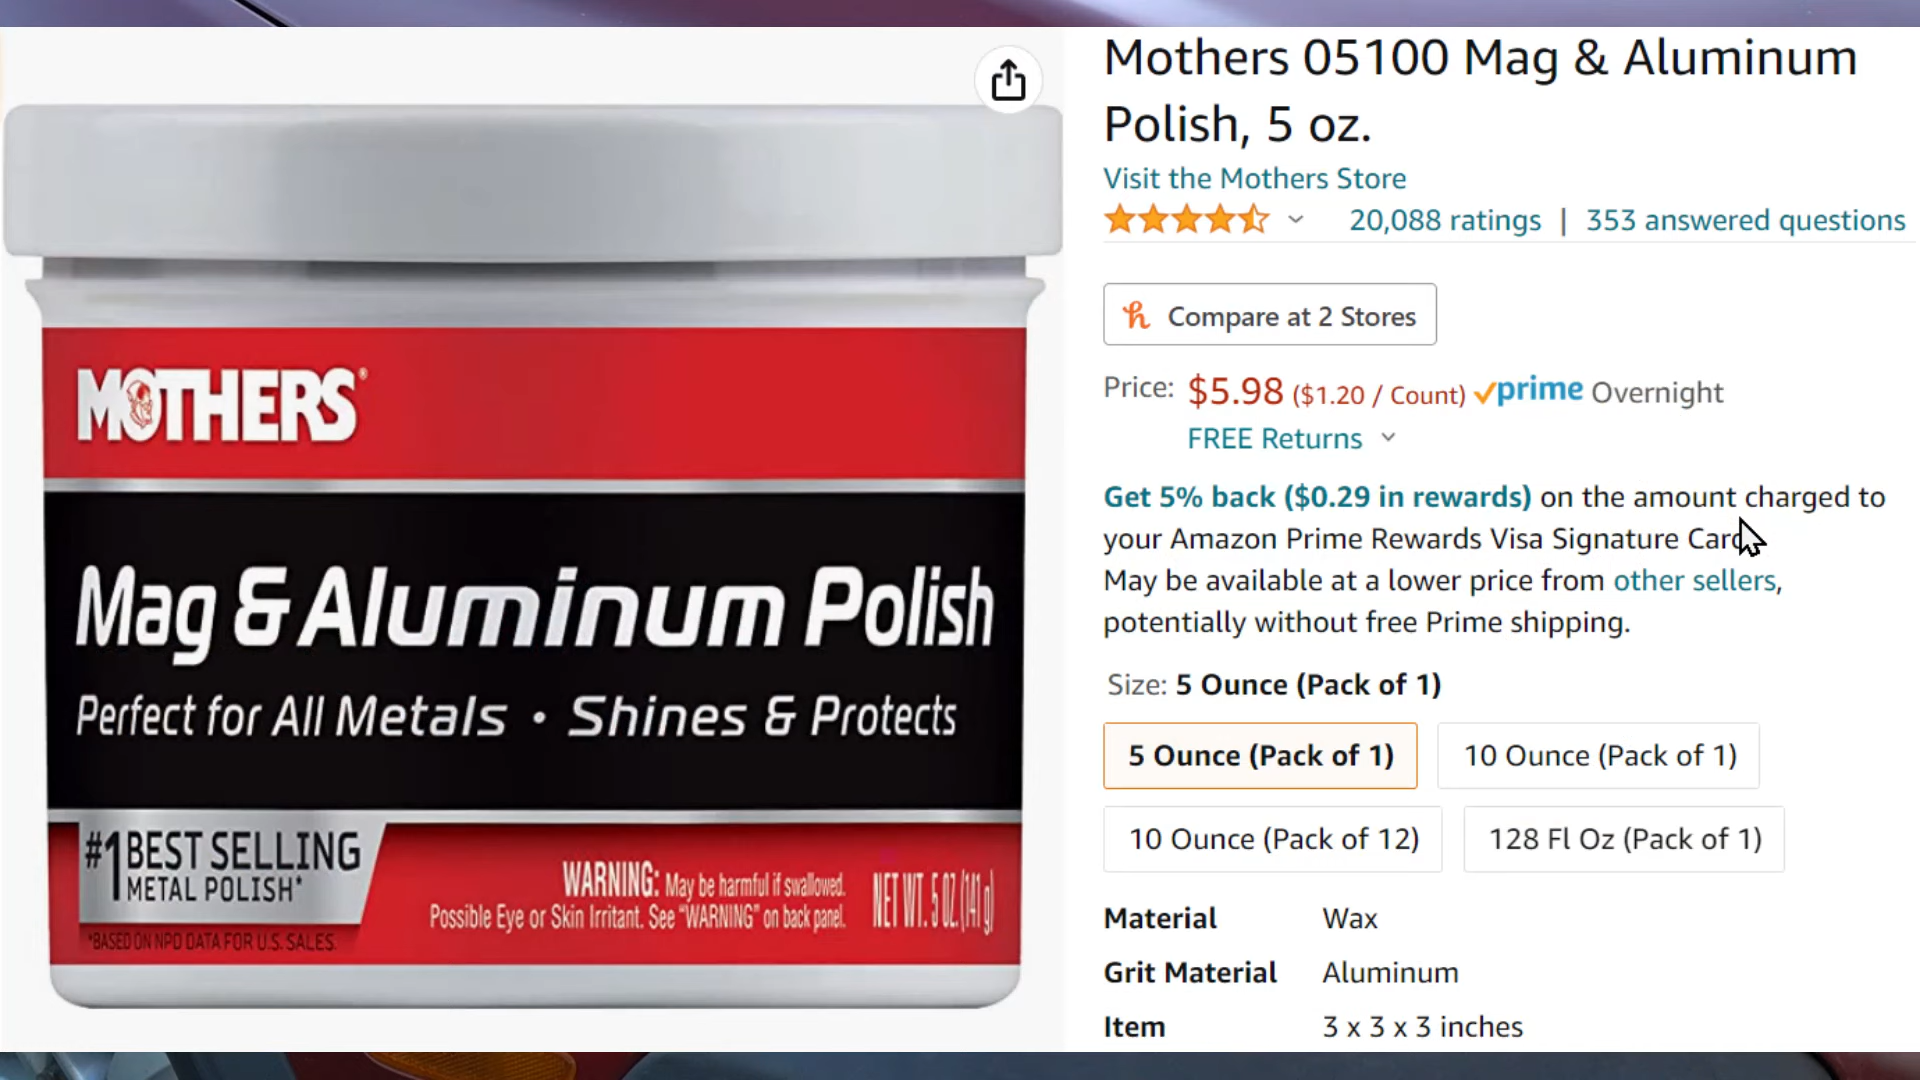 Mothers 05100 Mag & Aluminum
Polish, 5 oz.
Visit the Mothers Store
20,088 ratings | 353 answered questions
Compare at 2 Stores
Price: $5.98 ($1.20 / Count) prime Overnight
FREE Returns
Get 5% back ($0.29 in rewards) on the amount charged to
your Amazon Prime Rewards Visa Signature Card
May be available at a lower price from other sellers,
potentially without free Prime shipping.
Size: 5 Ounce (Pack of 1)
5 Ounce (Pack of 1)
10 Ounce (Pack of 1)
10 Ounce (Pack of 12)
128 Fl Oz (Pack of 1)
Material Wax
Grit Material Aluminum
Item 3 x 3 x 3 inches
MOTHERS®
Mag & Aluminum Polish
Perfect for All Metals • Shines & Protects
#1 BEST SELLING
METAL POLISH*
*BASED ON NPD DATA FOR U.S. SALES.
WARNING: May be harmful if swallowed.
Possible Eye or Skin Irritant. See "WARNING" on back panel.
NET WT. 5 OZ. (141 g)